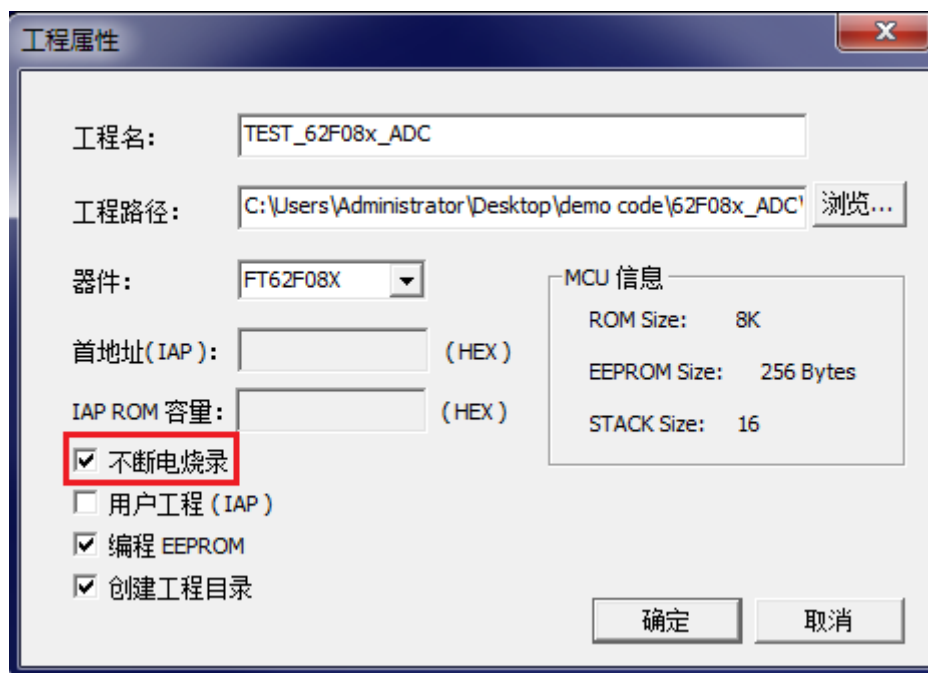 工程属性
工程名:
TEST_62F08x_ADC
工程路径:
C:\Users\Administrator\Desktop\demo code\62F08x_ADC\
浏览...
器件:
FT62F08X
MCU 信息
ROM Size: 8K
EEPROM Size: 256 Bytes
STACK Size: 16
首地址(IAP): (HEX)
IAP ROM 容量: (HEX)
不断电烧录
用户工程(IAP)
编程 EEPROM
创建工程目录
确定
取消